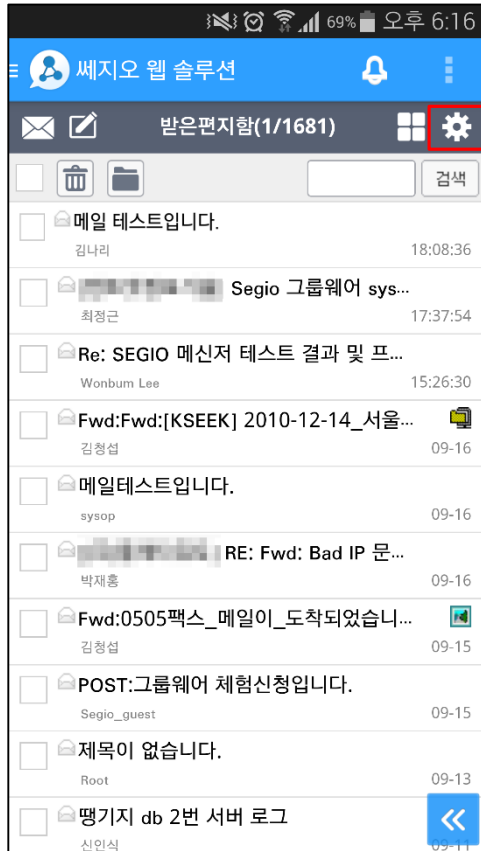 69% 오후 6:16
쎄지오 웹 솔루션
받은편지함(1/1681)
검색
메일 테스트입니다.
김나리 18:08:36
Segio 그룹웨어 sys...
최정근 17:37:54
Re: SEGIO 메신저 테스트 결과 및 프...
Wonbum Lee 15:26:30
Fwd:Fwd:[KSEEK] 2010-12-14_서울...
김청섭 09-16
메일테스트입니다.
sysop 09-16
RE: Fwd: Bad IP 문...
박재홍 09-16
Fwd:0505팩스_메일이_도착되었습니...
김청섭 09-15
POST:그룹웨어 체험신청입니다.
Segio_guest 09-15
제목이 없습니다.
Root 09-13
땡기지 db 2번 서버 로그
신인식 09-11